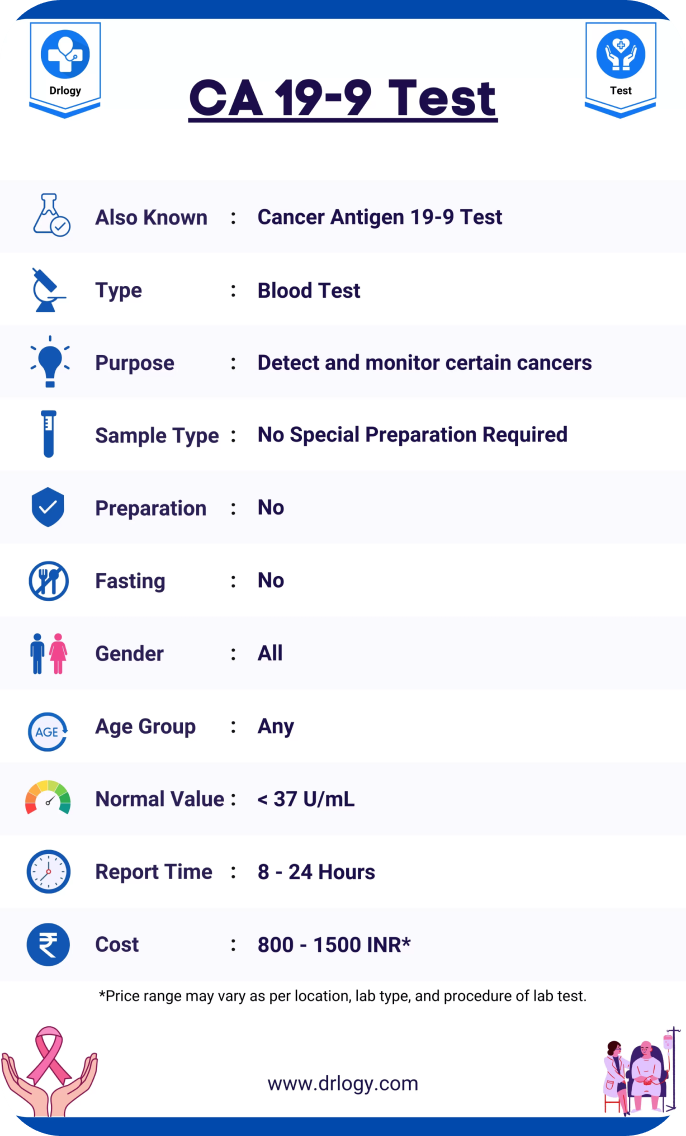 Drlogy
Test
CA 19-9 Test
Also Known : Cancer Antigen 19-9 Test
Type : Blood Test
Purpose : Detect and monitor certain cancers
Sample Type : No Special Preparation Required
Preparation : No
Fasting : No
Gender : All
AGE
Age Group : Any
Normal Value : < 37 U/mL
Report Time : 8 - 24 Hours
₹
Cost : 800 - 1500 INR*
*Price range may vary as per location, lab type, and procedure of lab test.
www.drlogy.com